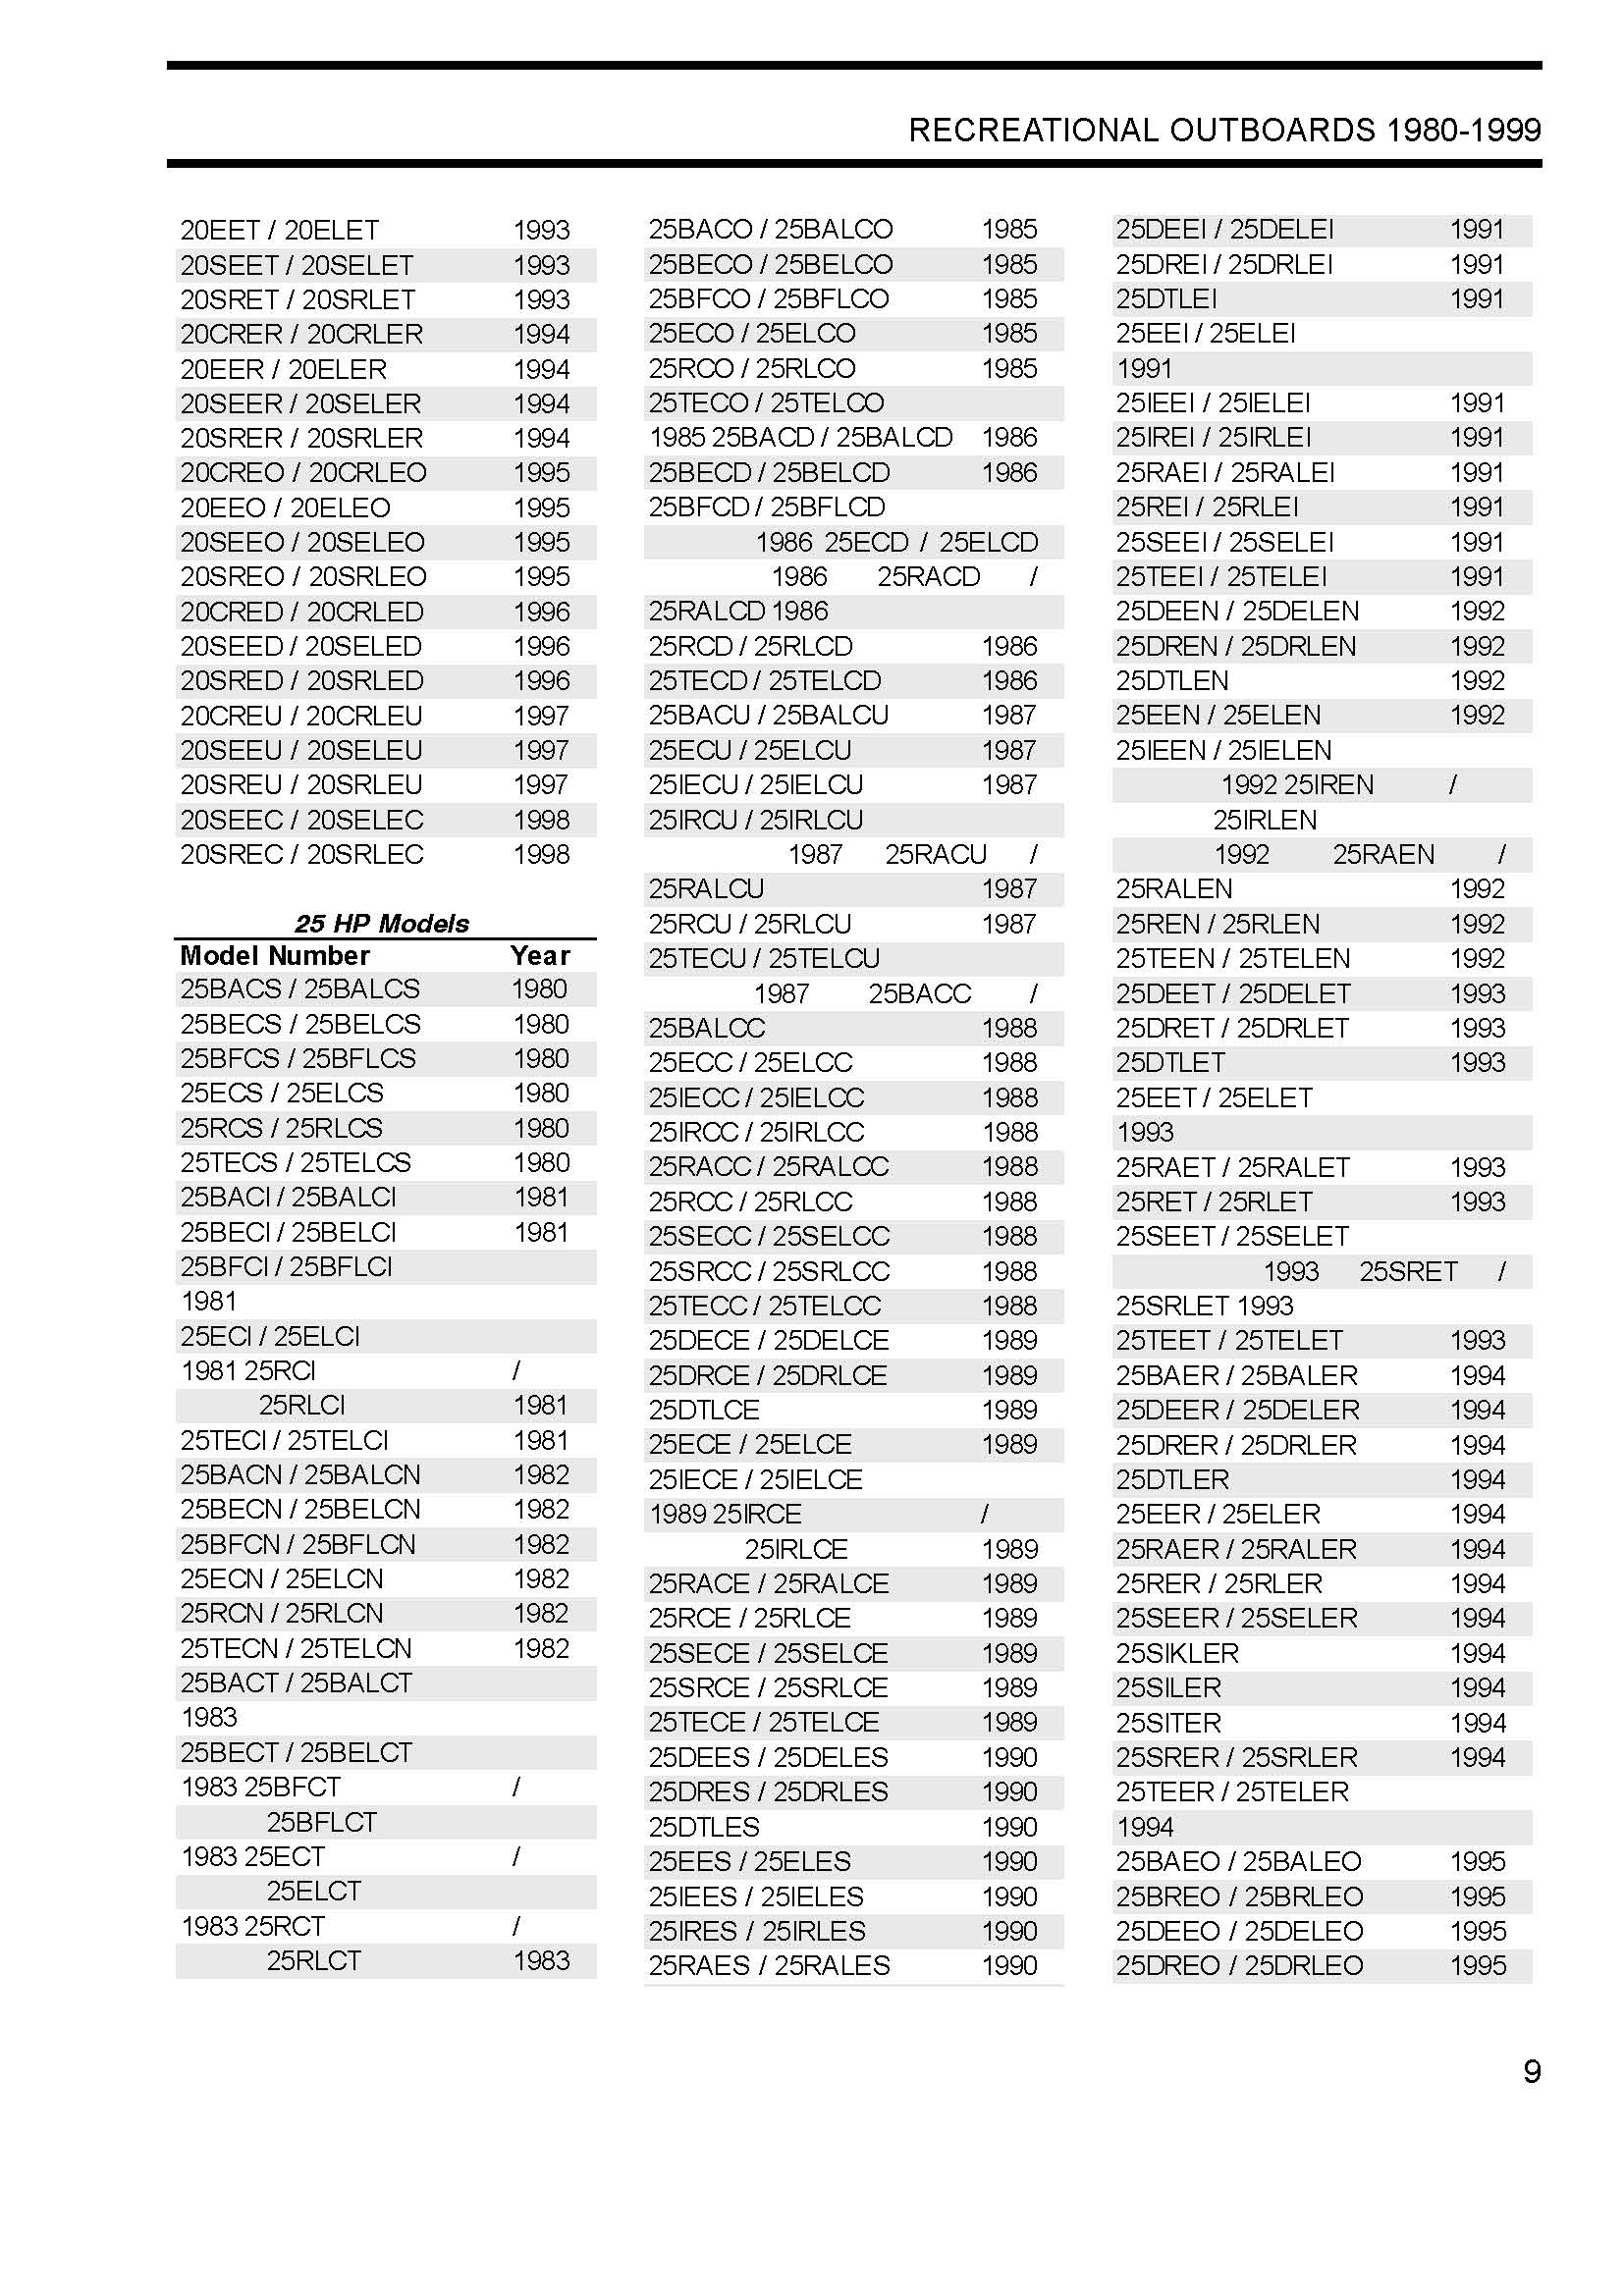 RECREATIONAL OUTBOARDS 1980-1999
20EET / 20ELET 1993
20SEET / 20SELET 1993
20SRET / 20SRLET 1993
20CRER / 20CRLER 1994
20EER / 20ELER 1994
20SEER / 20SELER 1994
20SRER / 20SRLER 1994
20CREO / 20CRLEO 1995
20EEO / 20ELEO 1995
20SEEO / 20SELEO 1995
20SREO / 20SRLEO 1995
20CRED / 20CRLED 1996
20SEED / 20SELED 1996
20SRED / 20SRLED 1996
20CREU / 20CRLEU 1997
20SEEU / 20SELEU 1997
20SREU / 20SRLEU 1997
20SEEC / 20SELEC 1998
20SREC / 20SRLEC 1998
25 HP Models
Model Number Year
25BACS / 25BALCS 1980
25BECS / 25BELCS 1980
25BFCS / 25BFLCS 1980
25ECS / 25ELCS 1980
25RCS / 25RLCS 1980
25TECS / 25TELCS 1980
25BACI / 25BALCI 1981
25BECI / 25BELCI 1981
25BFCI / 25BFLCI
1981
25ECI / 25ELCI
1981 25RCI /
25RLCI 1981
25TECI / 25TELCI 1981
25BACN / 25BALCN 1982
25BECN / 25BELCN 1982
25BFCN / 25BFLCN 1982
25ECN / 25ELCN 1982
25RCN / 25RLCN 1982
25TECN / 25TELCN 1982
25BACT / 25BALCT
1983
25BECT / 25BELCT
1983 25BFCT /
25BFLCT
1983 25ECT /
25ELCT
1983 25RCT /
25RLCT 1983
25BACO / 25BALCO 1985
25BECO / 25BELCO 1985
25BFCO / 25BFLCO 1985
25ECO / 25ELCO 1985
25RCO / 25RLCO 1985
25TECO / 25TELCO
1985 25BACD / 25BALCD 1986
25BECD / 25BELCD 1986
25BFCD / 25BFLCD
1986 25ECD / 25ELCD
1986 25RACD /
25RALCD 1986
25RCD / 25RLCD 1986
25TECD / 25TELCD 1986
25BACU / 25BALCU 1987
25ECU / 25ELCU 1987
25IECU / 25IELCU 1987
25IRCU / 25IRLCU
1987 25RACU /
25RALCU 1987
25RCU / 25RLCU 1987
25TECU / 25TELCU
1987 25BACC /
25BALCC 1988
25ECC / 25ELCC 1988
25IECC / 25IELCC 1988
25IRCC / 25IRLCC 1988
25RACC / 25RALCC 1988
25RCC / 25RLCC 1988
25SECC / 25SELCC 1988
25SRCC / 25SRLCC 1988
25TECC / 25TELCC 1988
25DECE / 25DELCE 1989
25DRCE / 25DRLCE 1989
25DTLCE 1989
25ECE / 25ELCE 1989
25IECE / 25IELCE
1989 25IRCE /
25IRLCE 1989
25RACE / 25RALCE 1989
25RCE / 25RLCE 1989
25SECE / 25SELCE 1989
25SRCE / 25SRLCE 1989
25TECE / 25TELCE 1989
25DEES / 25DELES 1990
25DRES / 25DRLES 1990
25DTLES 1990
25EES / 25ELES 1990
25IEES / 25IELES 1990
25IRES / 25IRLES 1990
25RAES / 25RALES 1990
25DEEI / 25DELEI 1991
25DREI / 25DRLEI 1991
25DTLEI 1991
25EEI / 25ELEI
1991
25IEEI / 25IELEI 1991
25IREI / 25IRLEI 1991
25RAEI / 25RALEI 1991
25REI / 25RLEI 1991
25SEEI / 25SELEI 1991
25TEEI / 25TELEI 1991
25DEEN / 25DELEN 1992
25DREN / 25DRLEN 1992
25DTLEN 1992
25EEN / 25ELEN 1992
25IEEN / 25IELEN
1992 25IREN /
25IRLEN
1992 25RAEN /
25RALEN 1992
25REN / 25RLEN 1992
25TEEN / 25TELEN 1992
25DEET / 25DELET 1993
25DRET / 25DRLET 1993
25DTLET 1993
25EET / 25ELET
1993
25RAET / 25RALET 1993
25RET / 25RLET 1993
25SEET / 25SELET
1993 25SRET /
25SRLET 1993
25TEET / 25TELET 1993
25BAER / 25BALER 1994
25DEER / 25DELER 1994
25DRER / 25DRLER 1994
25DTLER 1994
25EER / 25ELER 1994
25RAER / 25RALER 1994
25RER / 25RLER 1994
25SEER / 25SELER 1994
25SIKLER 1994
25SILER 1994
25SITER 1994
25SRER / 25SRLER 1994
25TEER / 25TELER
1994
25BAEO / 25BALEO 1995
25BREO / 25BRLEO 1995
25DEEO / 25DELEO 1995
25DREO / 25DRLEO 1995
9